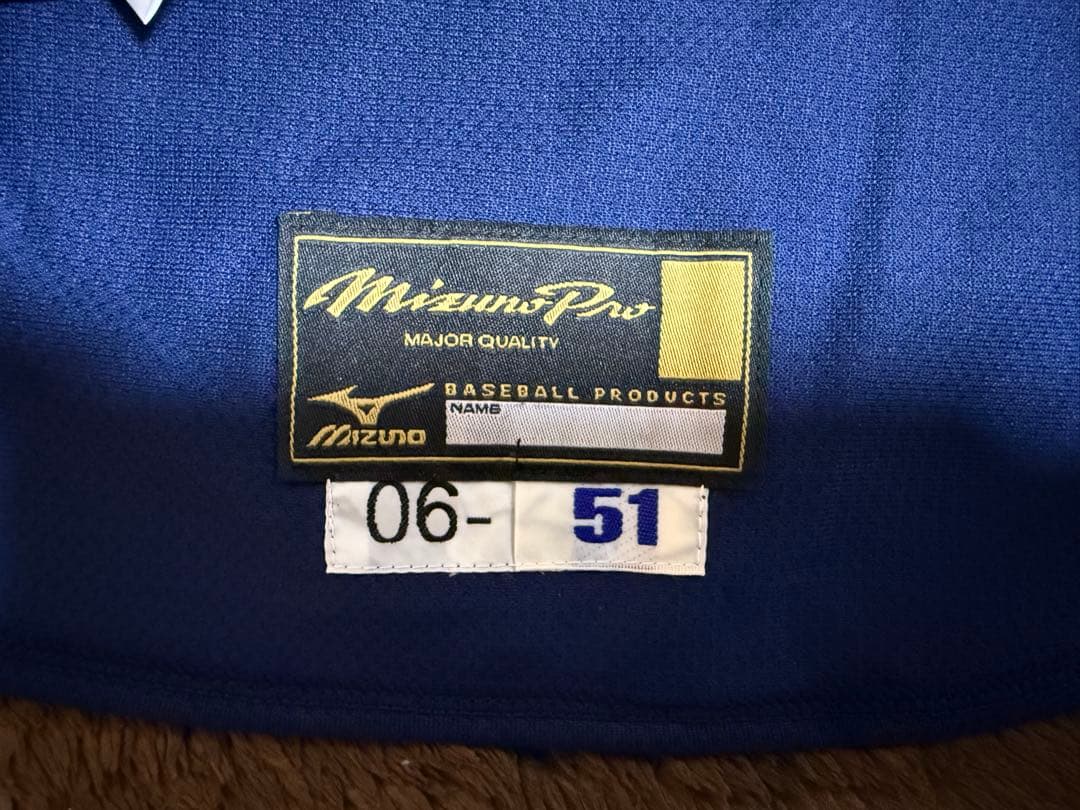 Mizuno Pro
MAJOR QUALITY
BASEBALL PRODUCTS
NAME
MIZUNO
06- 51